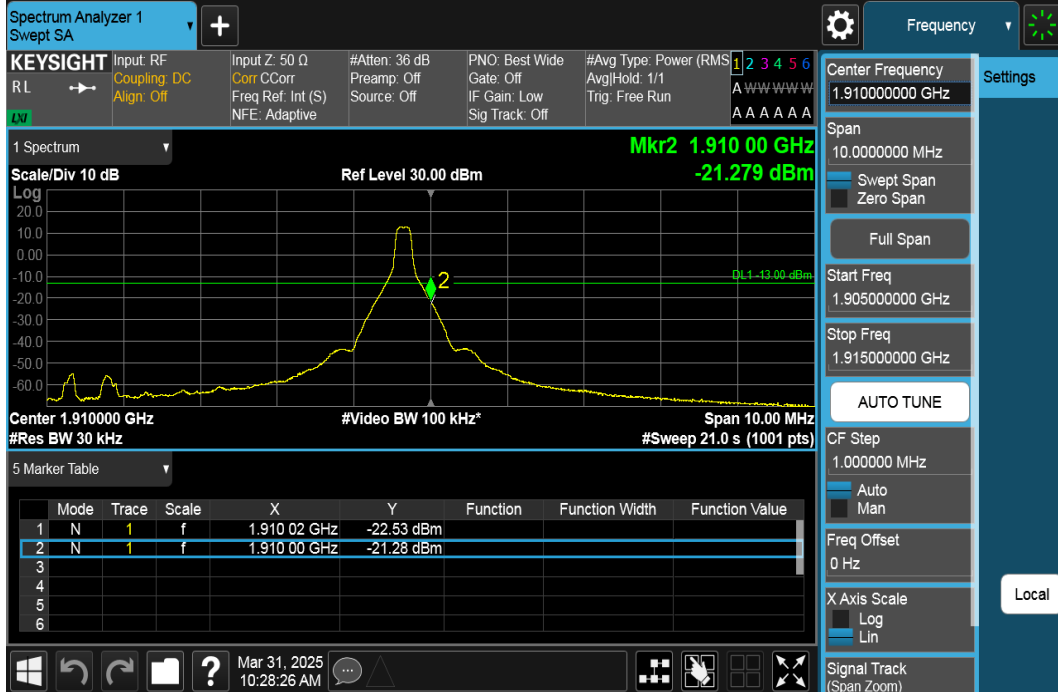 Spectrum Analyzer 1
Swept SA
Frequency
KEYSIGHT
RL
LXI
Input: RF
Coupling: DC
Align: Off
Input Z: 50 Ω
Corr CCorr
Freq Ref: Int (S)
NFE: Adaptive
#Atten: 36 dB
Preamp: Off
Source: Off
PNO: Best Wide
Gate: Off
IF Gain: Low
Sig Track: Off
#Avg Type: Power (RMS
Avg|Hold: 1/1
Trig: Free Run
1 2 3 4 5 6
A W W W W W
A A A A A A
1 Spectrum
Scale/Div 10 dB
Ref Level 30.00 dBm
Mkr2 1.910 00 GHz
-21.279 dBm
Log
20.0
10.0
0.00
-10.0
-20.0
-30.0
-40.0
-50.0
-60.0
2
DL1 -13.00 dBm
Center 1.910000 GHz
#Video BW 100 kHz*
Span 10.00 MHz
#Res BW 30 kHz
#Sweep 21.0 s (1001 pts)
5 Marker Table
Mode Trace Scale X Y Function Function Width Function Value
1 N 1 f 1.910 02 GHz -22.53 dBm
2 N 1 f 1.910 00 GHz -21.28 dBm
3
4
5
6
?
Mar 31, 2025
10:28:26 AM
Center Frequency
1.910000000 GHz
Settings
Span
10.0000000 MHz
Swept Span
Zero Span
Full Span
Start Freq
1.905000000 GHz
Stop Freq
1.915000000 GHz
AUTO TUNE
CF Step
1.000000 MHz
Auto
Man
Freq Offset
0 Hz
X Axis Scale
Log
Lin
Local
Signal Track
(Span Zoom)